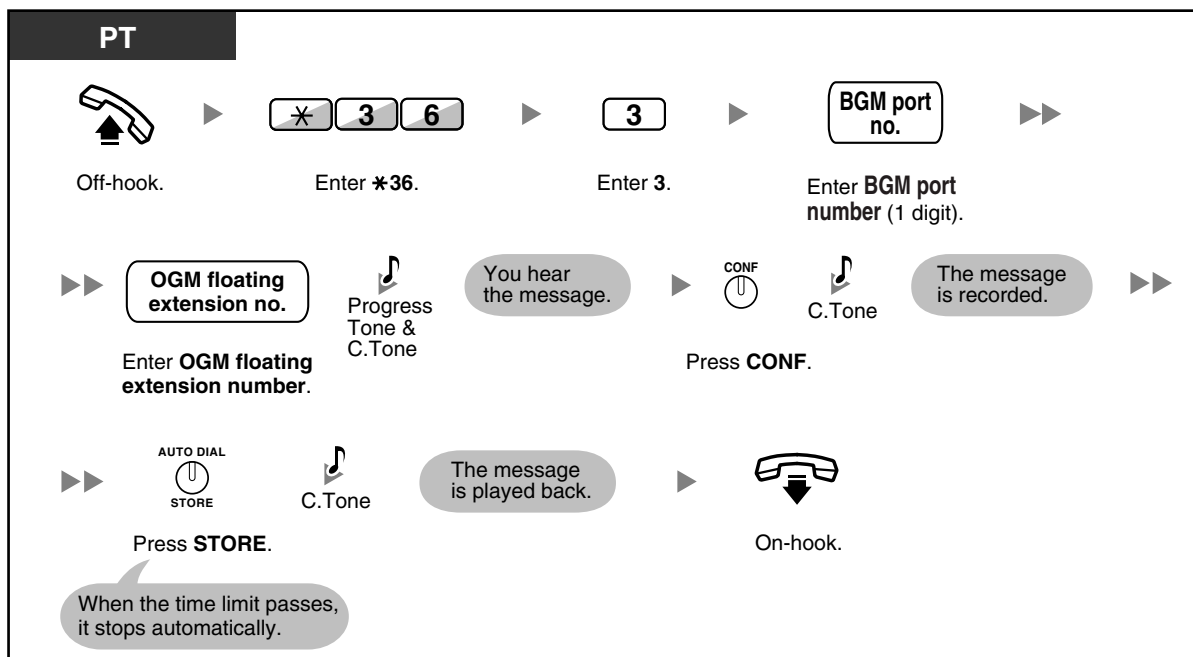 PT
✳ 3 6
3
BGM port
no.
Off-hook.
Enter ✳36.
Enter 3.
Enter BGM port
number (1 digit).
OGM floating
extension no.
Progress
Tone &
C.Tone
You hear
the message.
CONF
C.Tone
The message
is recorded.
Enter OGM floating
extension number.
Press CONF.
AUTO DIAL
STORE
C.Tone
The message
is played back.
Press STORE.
On-hook.
When the time limit passes,
it stops automatically.